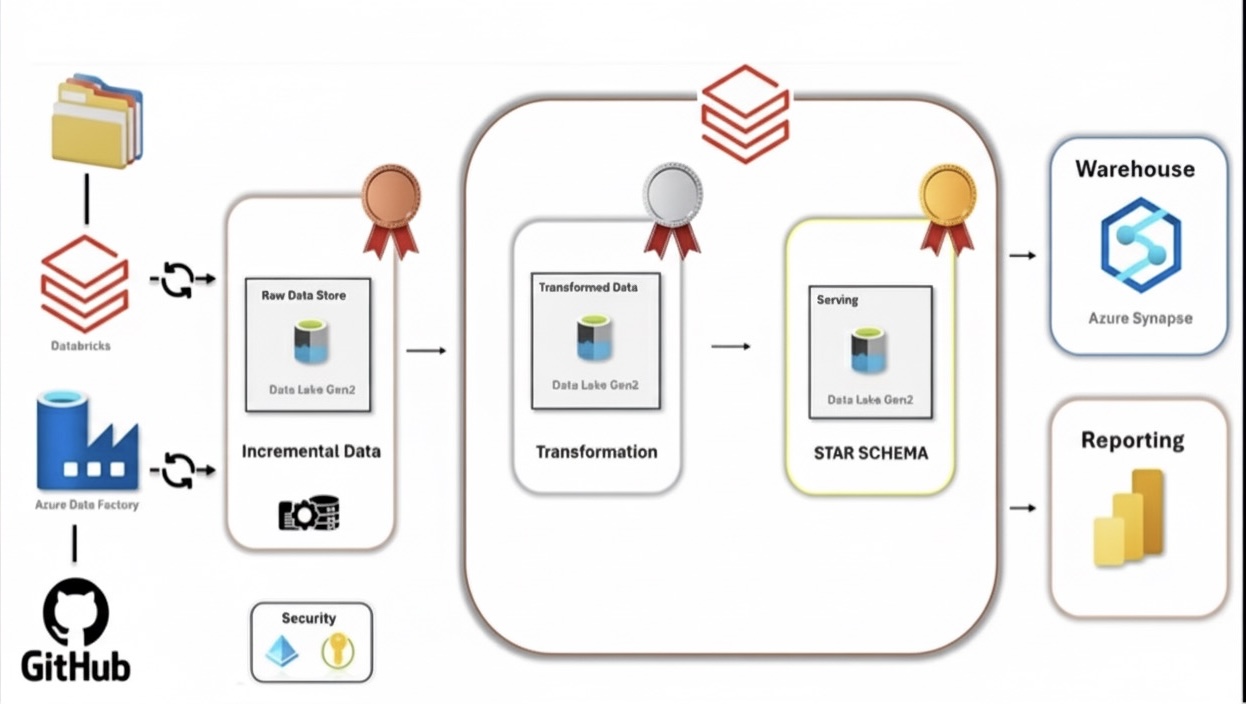 Databricks
Azure Data Factory
GitHub
Raw Data Store
Data Lake Gen2
Incremental Data
Security
Transformed Data
Data Lake Gen2
Transformation
Serving
Data Lake Gen2
STAR SCHEMA
Warehouse
Azure Synapse
Reporting